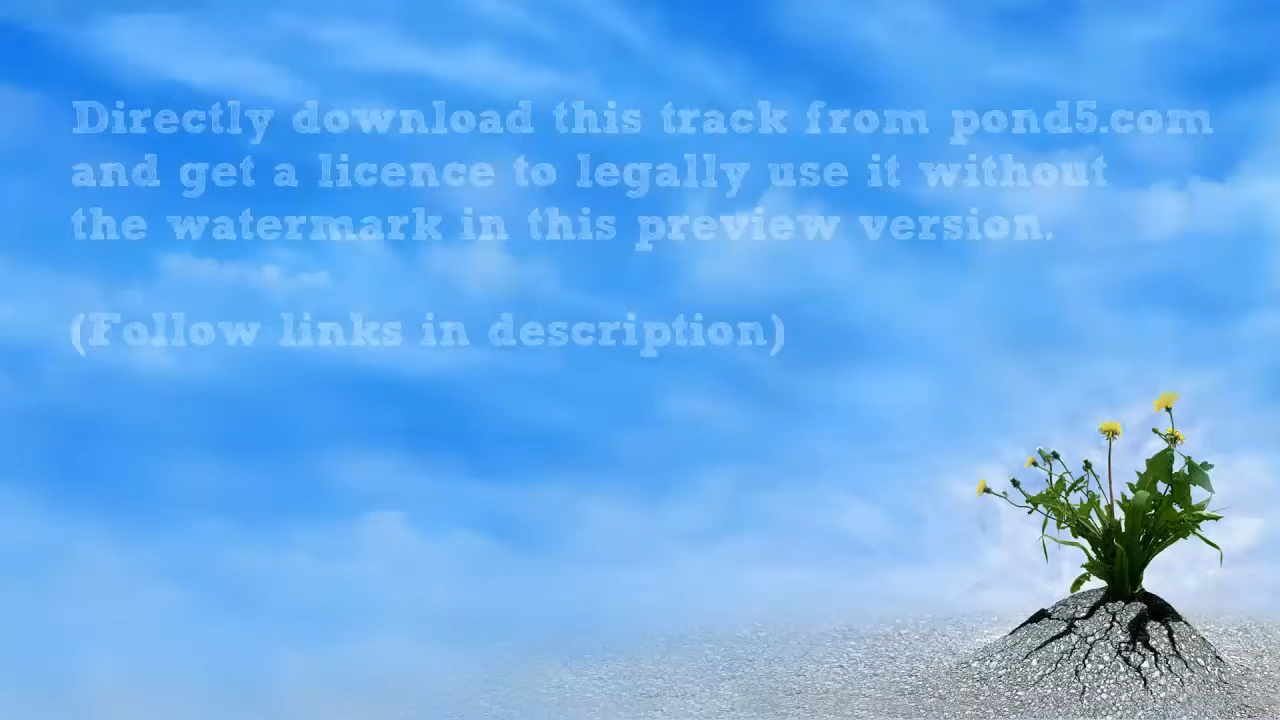 Directly download this track from pond5.com
and get a licence to legally use it without
the watermark in this preview version.
(Follow links in description)